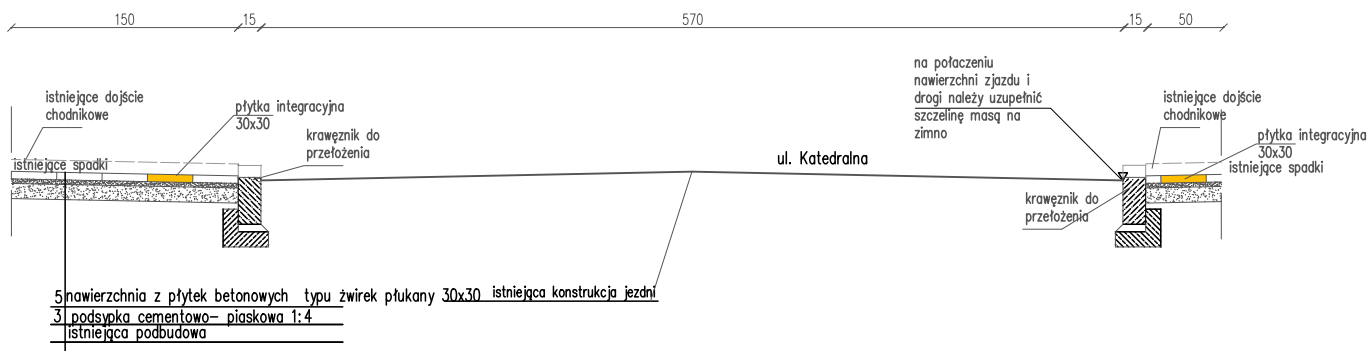 150
15
570
15
50
istniejące dojście
chodnikowe
płytka integracyjna
30x30
krawęznik do
przełożenia
na połaczeniu
nawierzchni zjazdu i
drogi należy uzupełnić
szczelinę masą na
zimno
istniejące dojście
chodnikowe
płytka integracyjna
30x30
istniejące spadki
istniejące spadki
ul. Katedralna
krawęznik do
przełożenia
5 nawierzchnia z płytek betonowych typu żwirek płukany 30x30
istniejąca konstrukcja jezdni
3 podsypka cementowo- piaskowa 1:4
istniejąca podbudowa